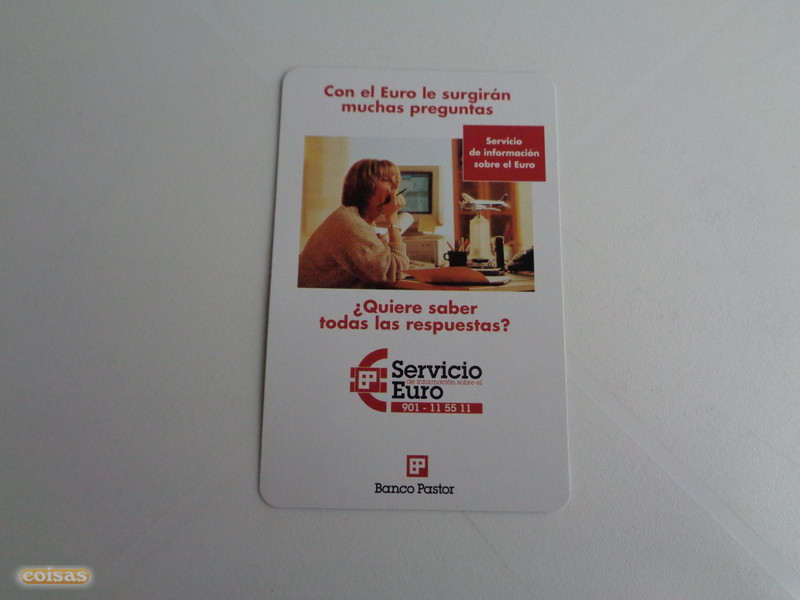 Con el Euro le surgirán
muchas preguntas
Servicio
de información
sobre el Euro
¿Quiere saber
todas las respuestas?
Servicio
de información sobre el
Euro
901 - 11 55 11
Banco Pastor
coisas